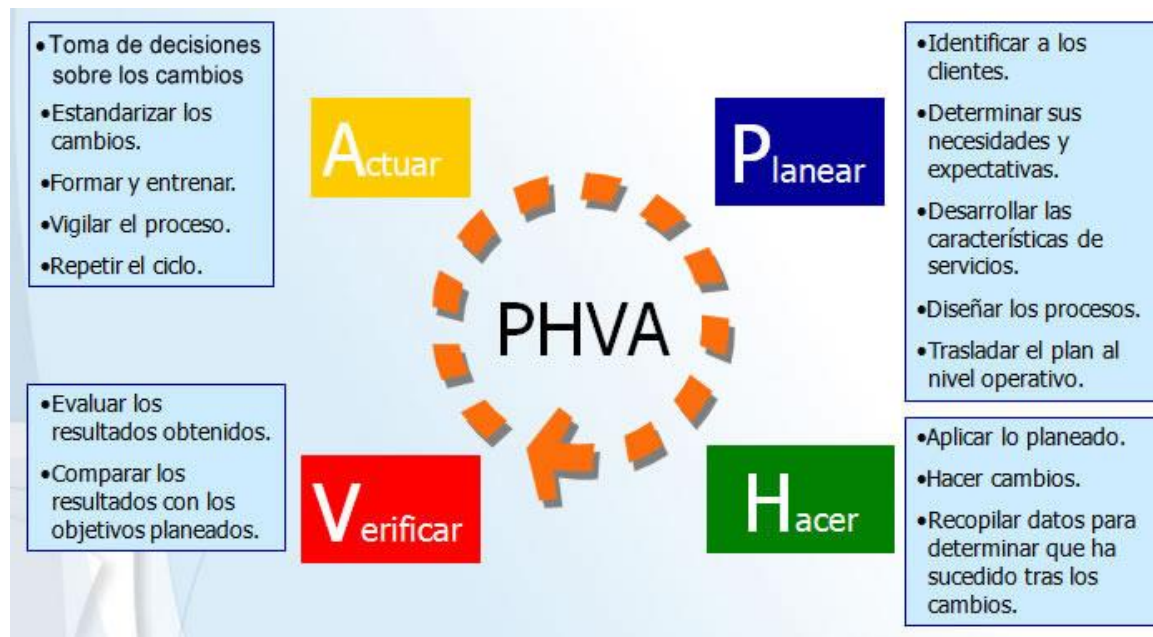 •Toma de decisiones
sobre los cambios
•Estandarizar los
cambios.
•Formar y entrenar.
•Vigilar el proceso.
•Repetir el ciclo.
Actuar
Planear
•Identificar a los
clientes.
•Determinar sus
necesidades y
expectativas.
•Desarrollar las
características de
servicios.
•Diseñar los procesos.
•Trasladar el plan al
nivel operativo.
PHVA
•Evaluar los
resultados obtenidos.
•Comparar los
resultados con los
objetivos planeados.
Verificar
Hacer
•Aplicar lo planeado.
•Hacer cambios.
•Recopilar datos para
determinar que ha
sucedido tras los
cambios.